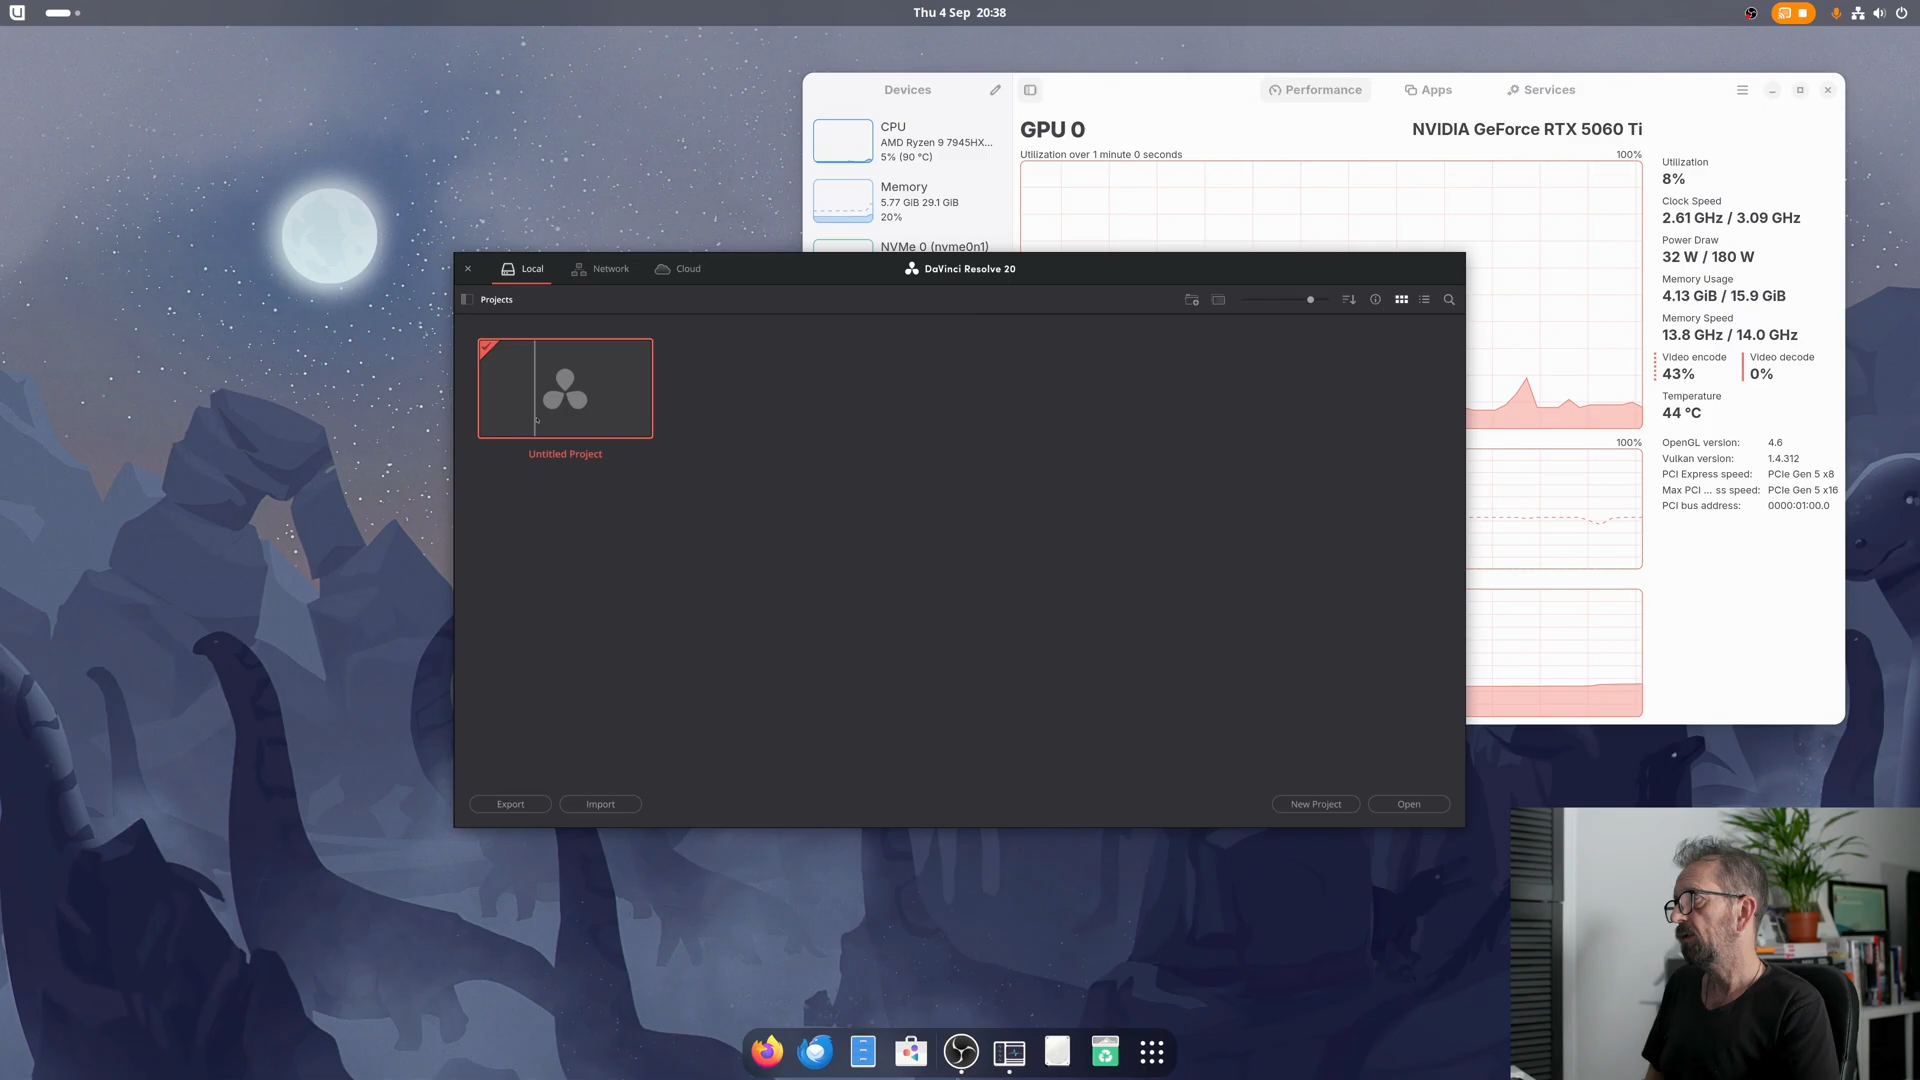 Thu 4 Sep 20:38
Devices
Performance
Apps
Services
CPU
AMD Ryzen 9 7945HX...
5% (90 °C)
Memory
5.77 GiB 29.1 GiB
20%
NVMe 0 (nvme0n1)
GPU 0
NVIDIA GeForce RTX 5060 Ti
Utilization over 1 minute 0 seconds
100%
Utilization
8%
Clock Speed
2.61 GHz / 3.09 GHz
Power Draw
32 W / 180 W
Memory Usage
4.13 GiB / 15.9 GiB
Memory Speed
13.8 GHz / 14.0 GHz
Video encode
43%
Video decode
0%
Temperature
44 °C
100%
OpenGL version: 4.6
Vulkan version: 1.4.312
PCI Express speed: PCIe Gen 5 x8
Max PCI ... ss speed: PCIe Gen 5 x16
PCI bus address: 0000:01:00.0
Local
Network
Cloud
DaVinci Resolve 20
Projects
Untitled Project
Export
Import
New Project
Open